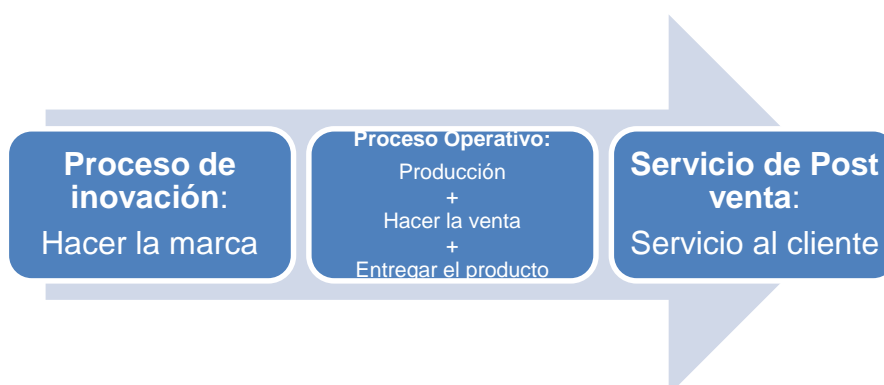 Proceso de
inovación:
Hacer la marca
Proceso Operativo:
Producción
+
Hacer la venta
+
Entregar el producto
Servicio de Post
venta:
Servicio al cliente